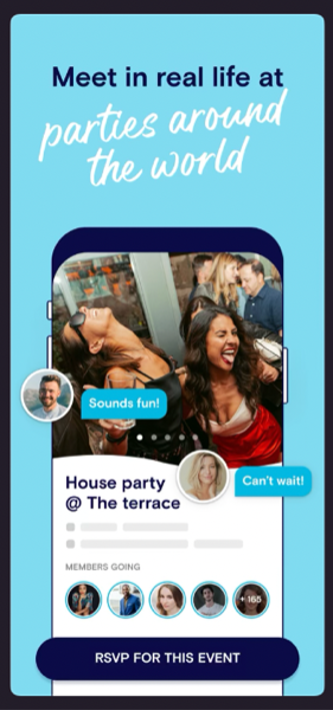 Meet in real life at
parties around
the world
Sounds fun!
Can't wait!
House party
@ The terrace
MEMBERS GOING
+ 165
RSVP FOR THIS EVENT